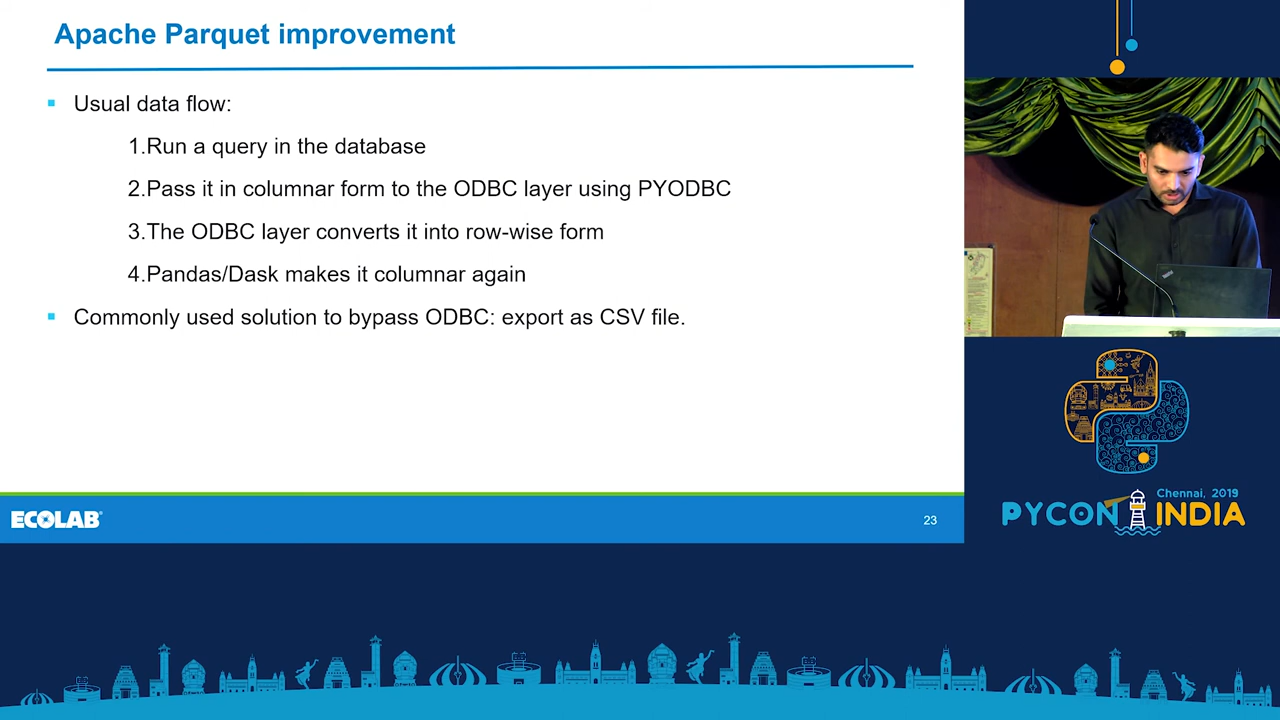 Apache Parquet improvement
▪ Usual data flow:
1.Run a query in the database
2.Pass it in columnar form to the ODBC layer using PYODBC
3.The ODBC layer converts it into row-wise form
4.Pandas/Dask makes it columnar again
▪ Commonly used solution to bypass ODBC: export as CSV file.
ECOLAB®
23
Chennai, 2019
PYCON INDIA